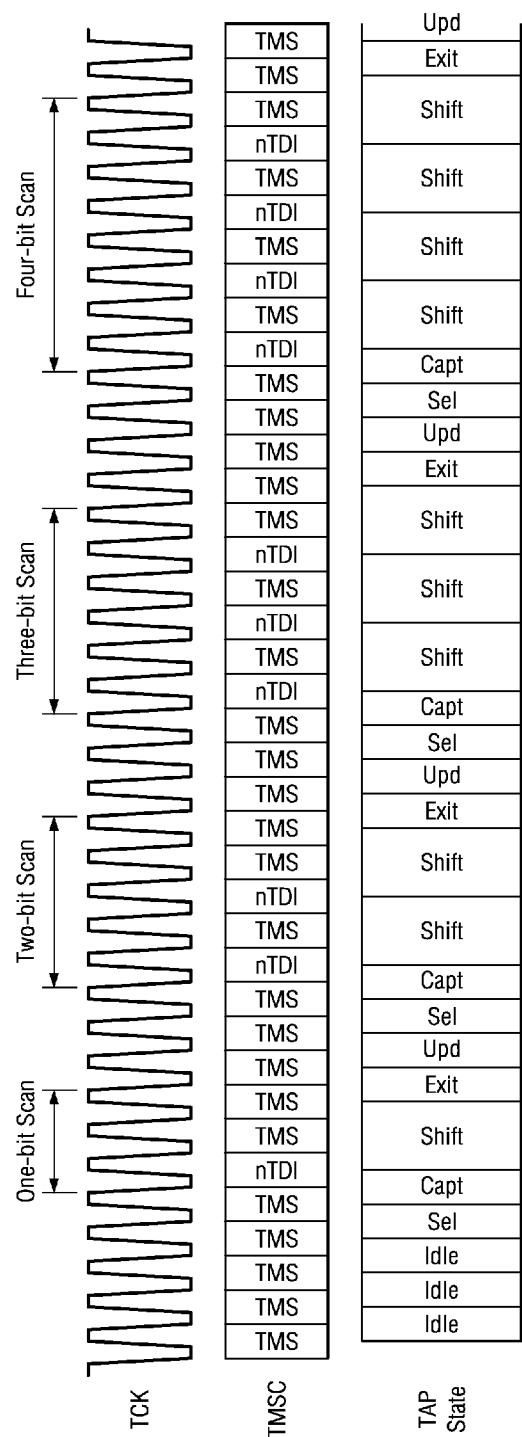 Four-bit Scan
Three-bit Scan
Two-bit Scan
One-bit Scan
TCK
TMS
TMS
TMS
nTDI
TMS
nTDI
TMS
nTDI
TMS
nTDI
TMS
TMS
TMS
TMS
TMS
nTDI
TMS
nTDI
TMS
nTDI
TMS
TMS
TMS
TMS
TMS
nTDI
TMS
nTDI
TMS
TMS
TMS
TMS
TMS
nTDI
TMS
TMS
TMS
TMS
TMS
TMSC
Upd
Exit
Shift
Shift
Shift
Shift
Capt
Sel
Upd
Exit
Shift
Shift
Shift
Capt
Sel
Upd
Exit
Shift
Shift
Capt
Sel
Upd
Exit
Shift
Capt
Sel
Idle
Idle
Idle
TAP
State